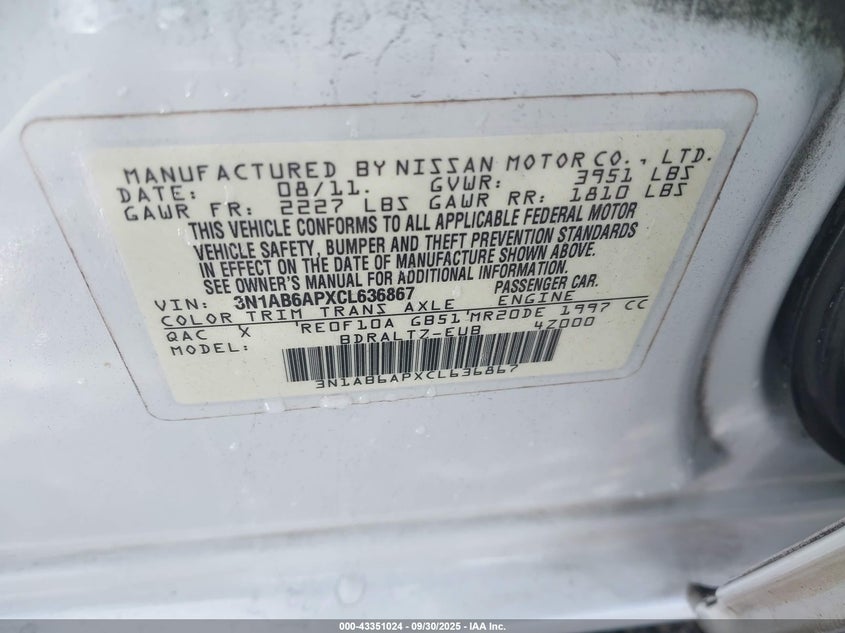 MANUFACTURED BY NISSAN MOTOR CO., LTD.
DATE: 08/11. GVWR: 3951 LBS
GAWR FR: 2227 LBS GAWR RR: 1810 LBS
THIS VEHICLE CONFORMS TO ALL APPLICABLE FEDERAL MOTOR
VEHICLE SAFETY, BUMPER AND THEFT PREVENTION STANDARDS
IN EFFECT ON THE DATE OF MANUFACTURE SHOWN ABOVE.
SEE OWNER'S MANUAL FOR ADDITIONAL INFORMATION.
VIN: 3N1AB6APXCL636867 PASSENGER CAR.
COLOR TRIM TRANS AXLE ENGINE
QAC X 'RE0F10A GB51'MR20DE 1997 CC
MODEL: BDRALTZ-EUB 4Z000
3N1AB6APXCL636867
000-43351024 - 09/30/2025 - IAA Inc.